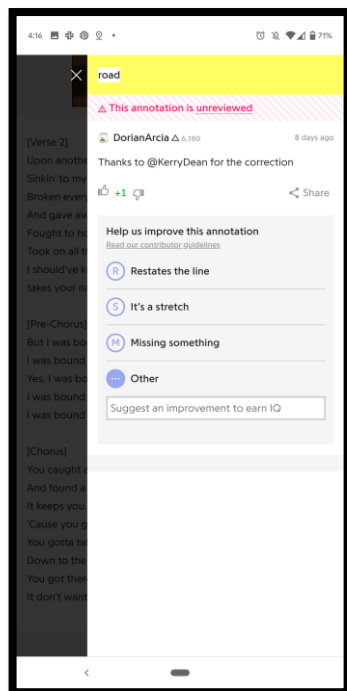 4:16
71%
road
This annotation is unreviewed
DorianArcia 6,180
8 days ago
Thanks to @KerryDean for the correction
+1
Share
Help us improve this annotation
Read our contributor guidelines
R Restates the line
S It's a stretch
M Missing something
Other
Suggest an improvement to earn IQ
[Verse 2]
Upon anothe
Sinkin' to my
Broken every
And gave aw
Fought to ho
Took on all t
I should've k
takes your na
[Pre-Chorus]
But I was bo
I was bound
Yes, I was bo
I was bound
I was bound
[Chorus]
You caught a
And found a
It keeps you
'Cause you g
You gotta tal
Down to the
You got ther
It don't want